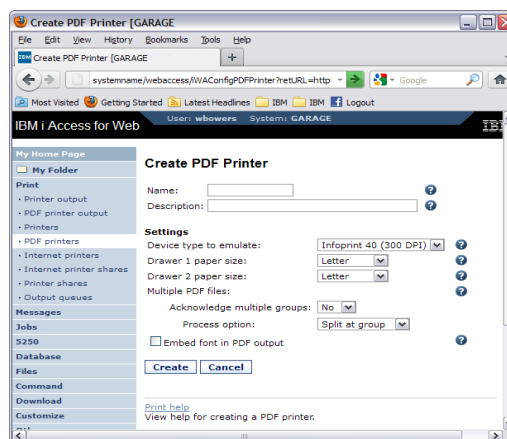 Create PDF Printer [GARAGE
File Edit View History Bookmarks Tools Help
IBM Create PDF Printer [GARAGE +
systemname/webaccess/iWAConfigPDFPrinter?retURL=http Google
Most Visited Getting Started Latest Headlines IBM IBM Logout
IBM i Access for Web User: wbowers System: GARAGE IBM
My Home Page
My Folder
Print
• Printer output
• PDF printer output
• Printers
• PDF printers
• Internet printers
• Internet printer shares
• Printer shares
• Output queues
Messages
Jobs
5250
Database
Files
Command
Download
Customize
Create PDF Printer
Name: ?
Description: ?
Settings
Device type to emulate: Infoprint 40 (300 DPI) ?
Drawer 1 paper size: Letter ?
Drawer 2 paper size: Letter ?
Multiple PDF files: ?
Acknowledge multiple groups: No
Process option: Split at group
Embed font in PDF output ?
Create Cancel
Print help
View help for creating a PDF printer.